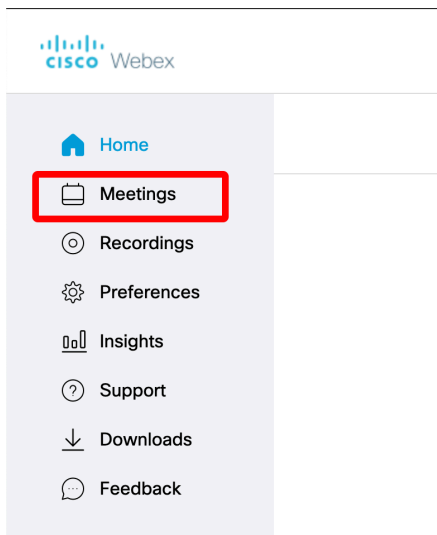 cisco Webex
Home
Meetings
Recordings
Preferences
Insights
Support
Downloads
Feedback